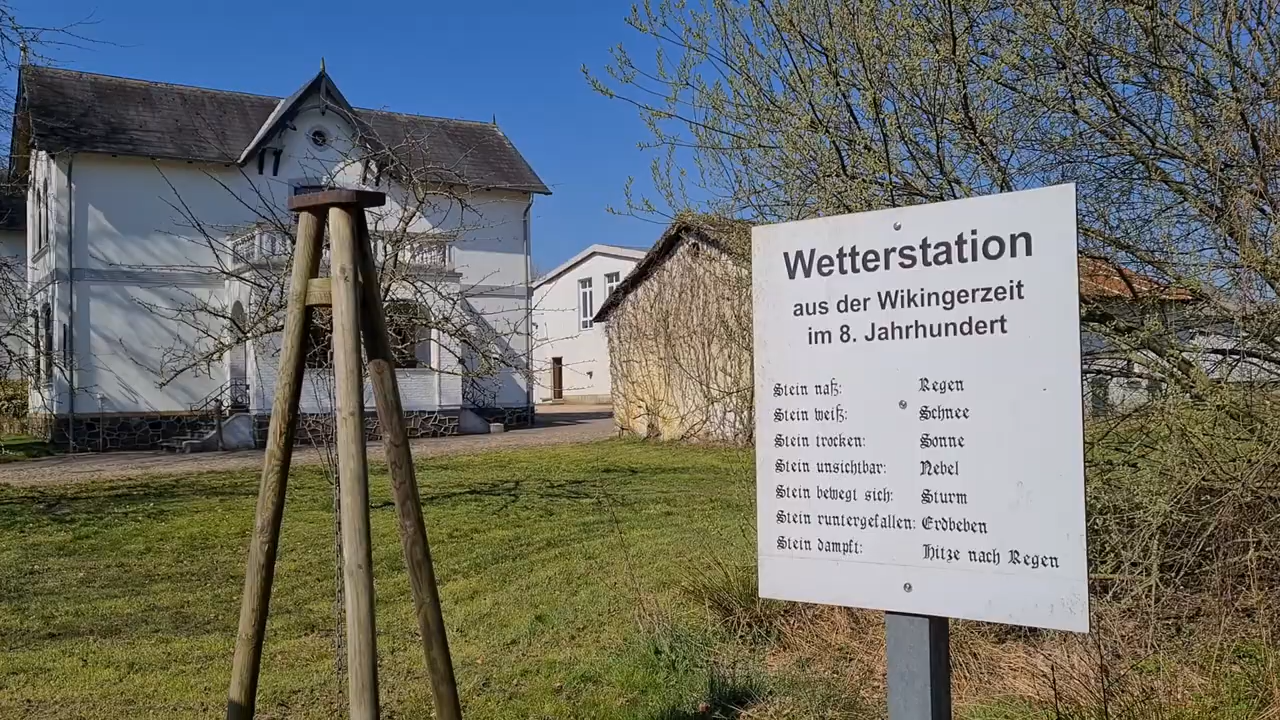 Wetterstation
aus der Wikingerzeit
im 8. Jahrhundert
Stein naß: Regen
Stein weiß: Schnee
Stein trocken: Sonne
Stein unsichtbar: Nebel
Stein bewegt sich: Sturm
Stein runtergefallen: Erdbeben
Stein dampft: Hitze nach Regen